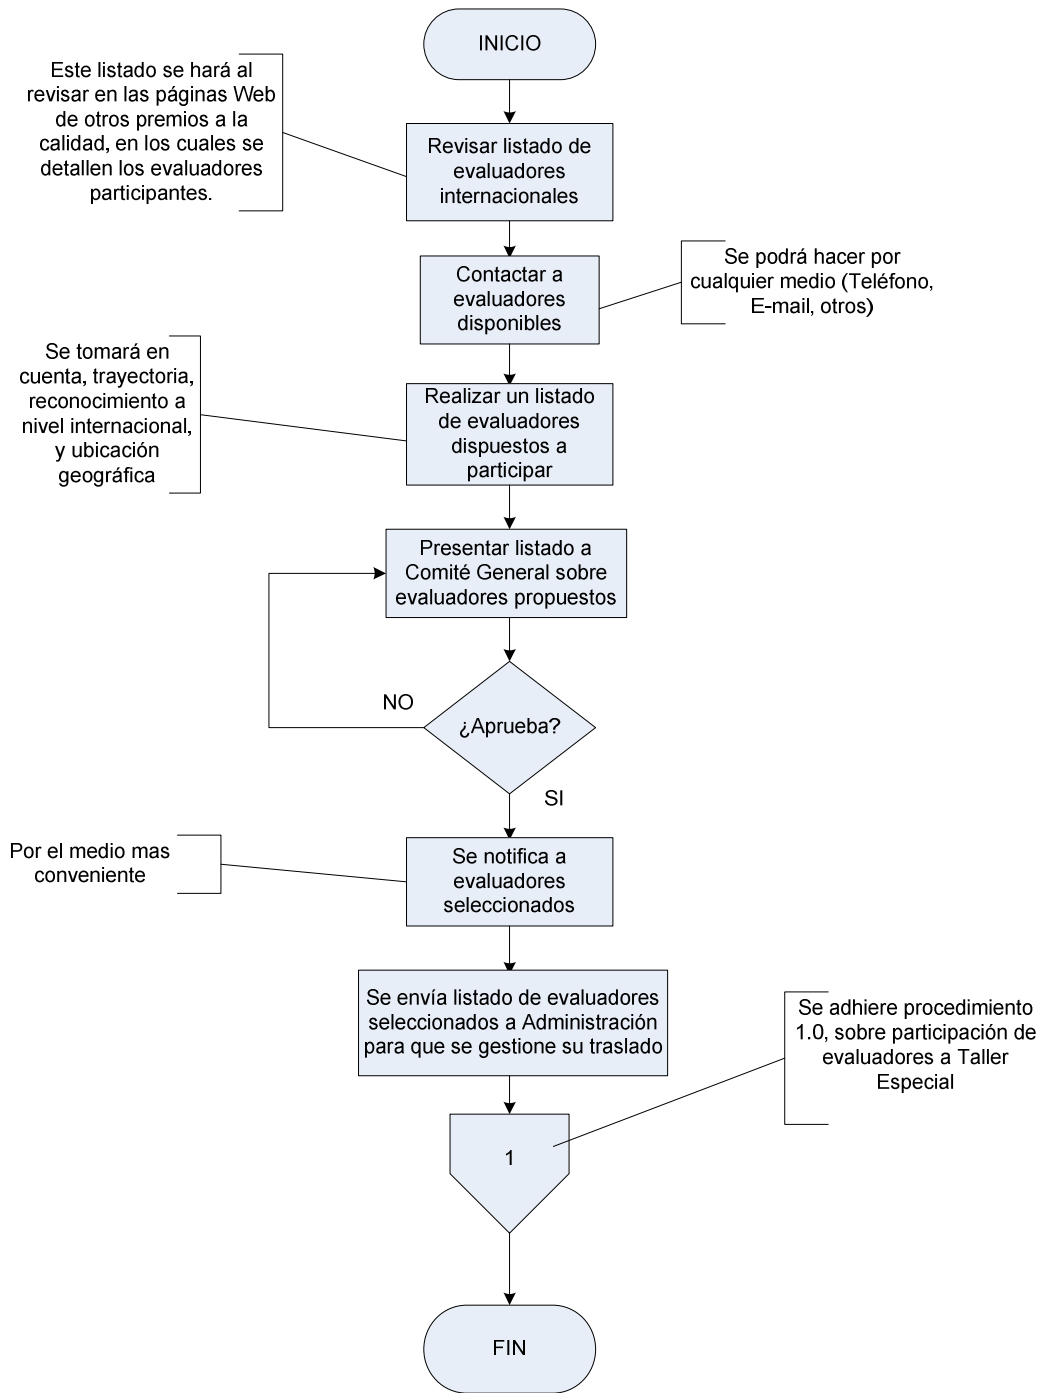 INICIO
Este listado se hará al
revisar en las páginas Web
de otros premios a la
calidad, en los cuales se
detallen los evaluadores
participantes.
Revisar listado de
evaluadores
internacionales
Contactar a
evaluadores
disponibles
Se podrá hacer por
cualquier medio (Teléfono,
E-mail, otros)
Se tomará en
cuenta, trayectoria,
reconocimiento a
nivel internacional,
y ubicación
geográfica
Realizar un listado
de evaluadores
dispuestos a
participar
Presentar listado a
Comité General sobre
evaluadores propuestos
NO
¿Aprueba?
SI
Por el medio mas
conveniente
Se notifica a
evaluadores
seleccionados
Se envía listado de evaluadores
seleccionados a Administración
para que se gestione su traslado
Se adhiere procedimiento
1.0, sobre participación de
evaluadores a Taller
Especial
1
FIN